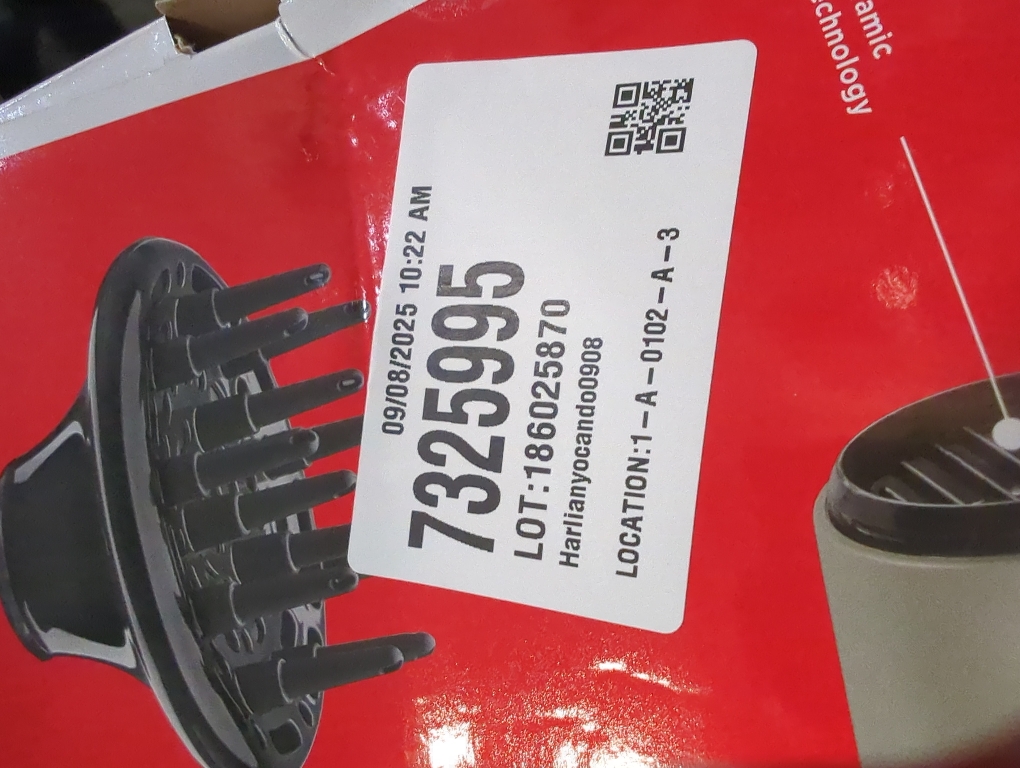 09/08/2025 10:22 AM
7325995
LOT:186025870
Harlianyocando0908
LOCATION:1-A-0102-A-3
amic
echnology